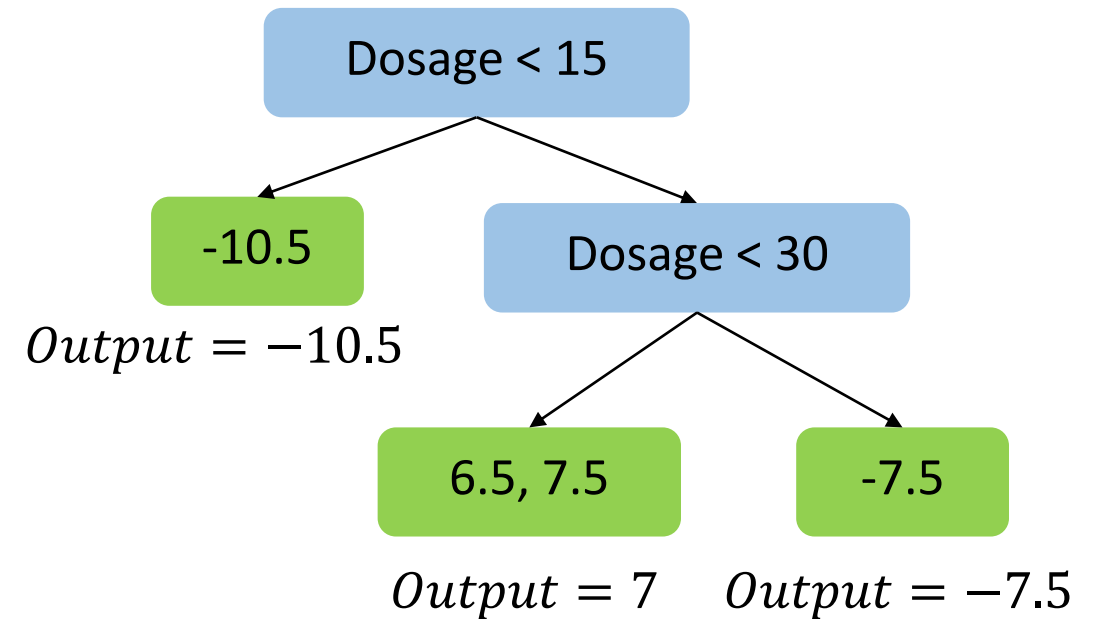 Dosage < 15
-10.5
Dosage < 30
Output = −10.5
6.5, 7.5
-7.5
Output = 7
Output = −7.5